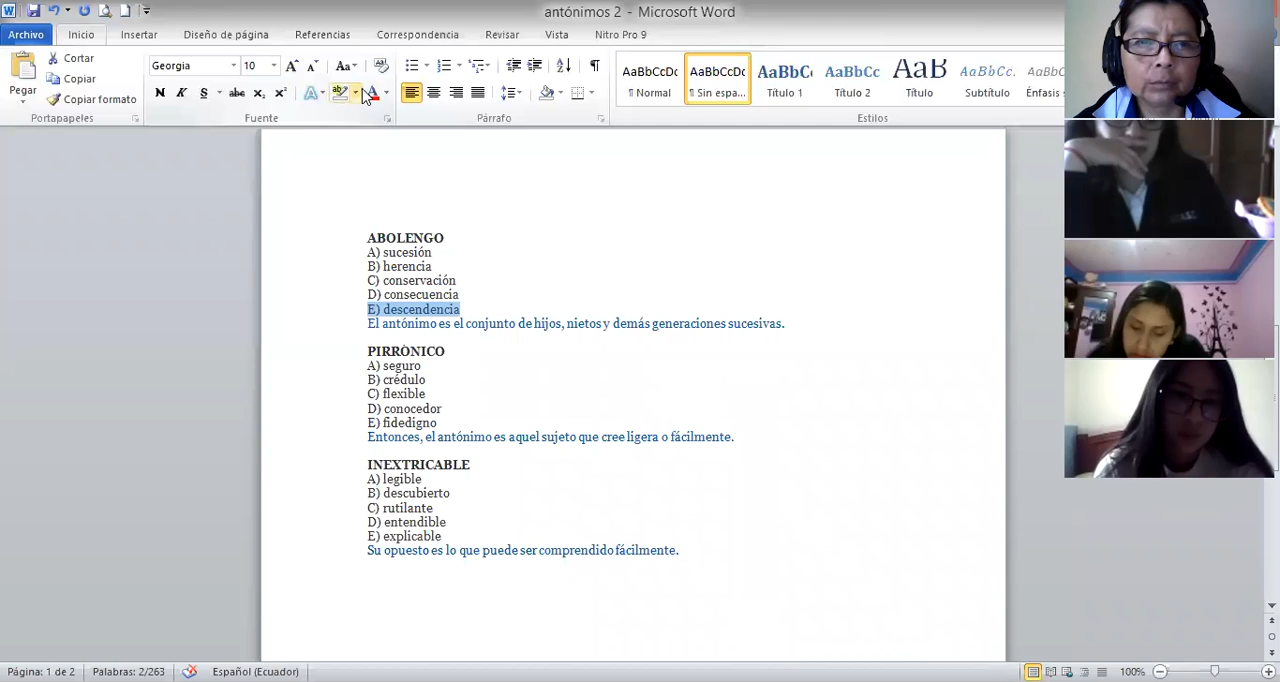 antónimos 2 - Microsoft Word
Archivo Inicio Insertar Diseño de página Referencias Correspondencia Revisar Vista Nitro Pro 9
Cortar
Copiar
Copiar formato
Pegar
Portapapeles
Georgia 10
Fuente
Párrafo
AaBbCcDc AaBbCcDc AaBbC AaBbCc AaB AaBbCc. AaBbC
¶ Normal ¶ Sin espa... Título 1 Título 2 Título Subtítulo Énfasis
Estilos
ABOLENGO
A) sucesión
B) herencia
C) conservación
D) consecuencia
E) descendencia
El antónimo es el conjunto de hijos, nietos y demás generaciones sucesivas.
PIRRÒNICO
A) seguro
B) crédulo
C) flexible
D) conocedor
E) fidedigno
Entonces, el antónimo es aquel sujeto que cree ligera o fácilmente.
INEXTRICABLE
A) legible
B) descubierto
C) rutilante
D) entendible
E) explicable
Su opuesto es lo que puede ser comprendido fácilmente.
Página: 1 de 2 Palabras: 2/263 Español (Ecuador) 100%